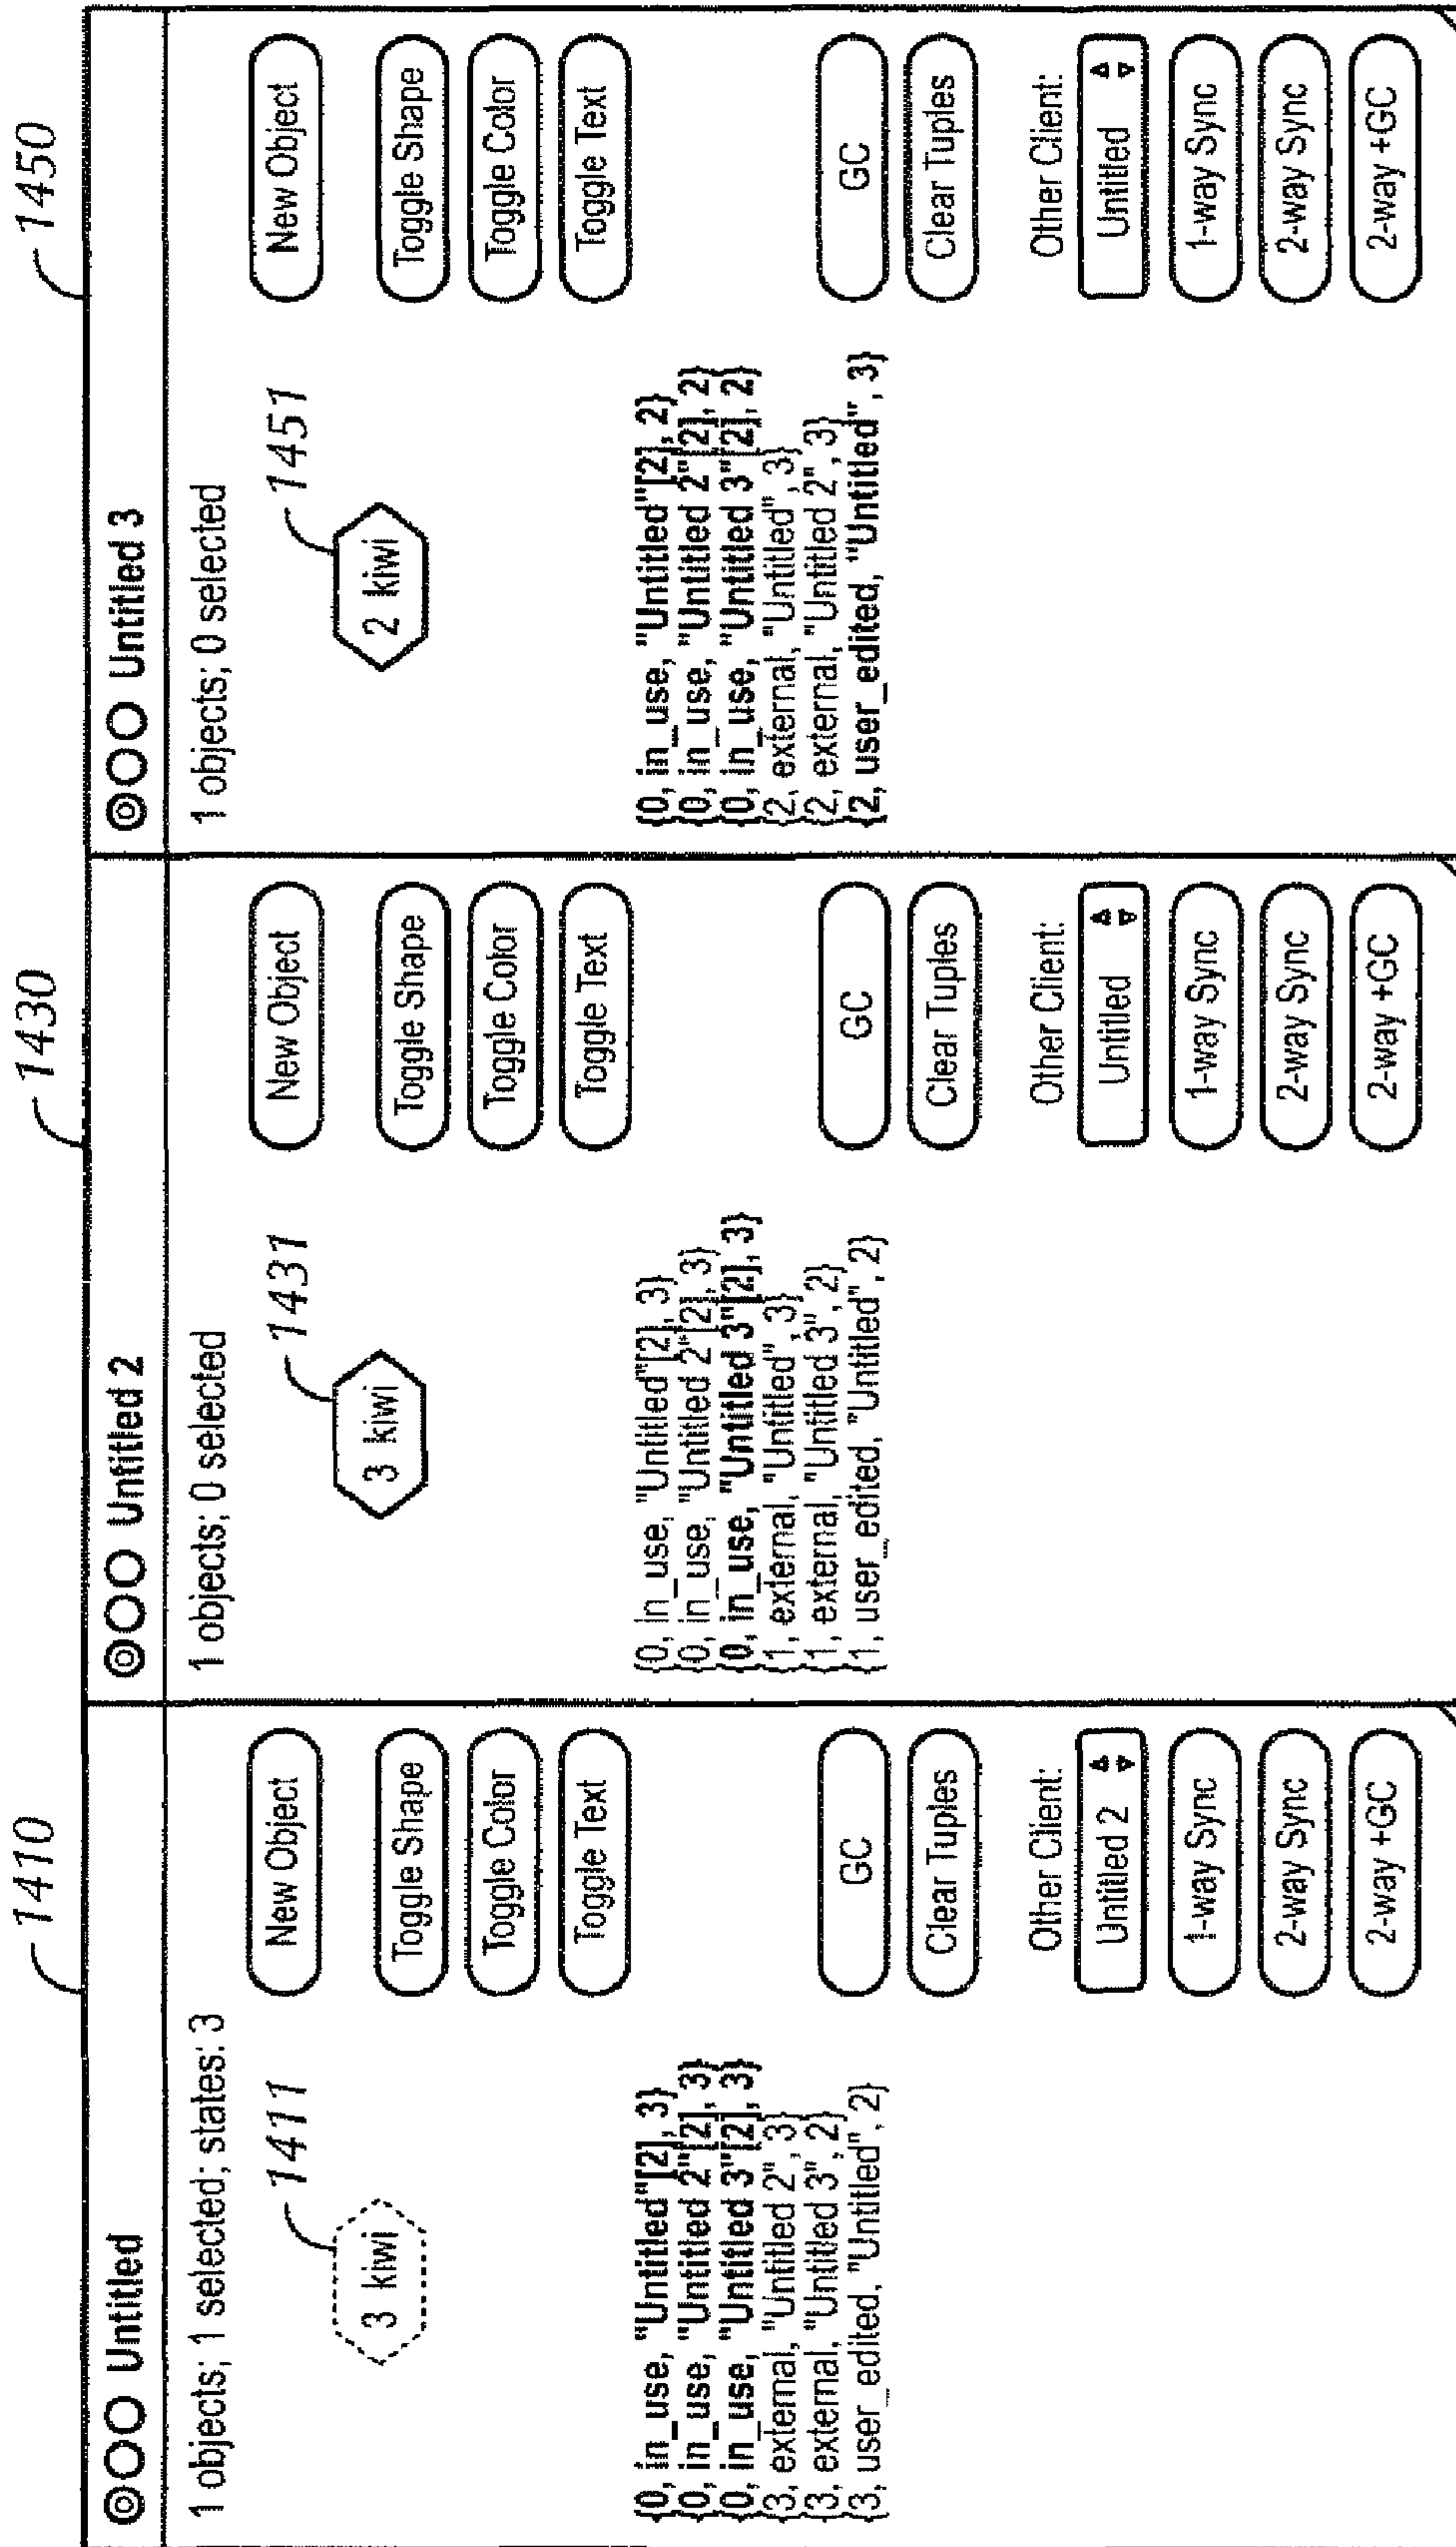 1410
Untitled
1 objects; 1 selected; states: 3
1411
3 kiwi
New Object
Toggle Shape
Toggle Color
Toggle Text
{0, in_use, "Untitled"[2], 3}
{0, in_use, "Untitled 2"[2], 3}
{0, in_use, "Untitled 3"[2], 3}
{3, external, "Untitled 2", 3}
{3, external, "Untitled 3", 2}
{3, user_edited, "Untitled", 2}
GC
Clear Tuples
Other Client:
Untitled 2
1-way Sync
2-way Sync
2-way +GC
1430
Untitled 2
1 objects; 0 selected
1431
3 kiwi
New Object
Toggle Shape
Toggle Color
Toggle Text
{0, in_use, "Untitled"[2], 3}
{0, in_use, "Untitled 2"[2], 3}
{0, in_use, "Untitled 3"[2], 3}
{1, external, "Untitled", 3}
{1, external, "Untitled 3", 2}
{1, user_edited, "Untitled", 2}
GC
Clear Tuples
Other Client:
Untitled
1-way Sync
2-way Sync
2-way +GC
1450
Untitled 3
1 objects; 0 selected
1451
2 kiwi
New Object
Toggle Shape
Toggle Color
Toggle Text
{0, in_use, "Untitled"[2], 2}
{0, in_use, "Untitled 2"[2], 2}
{0, in_use, "Untitled 3"[2], 2}
{2, external, "Untitled", 3}
{2, external, "Untitled 2", 3}
{2, user_edited, "Untitled", 3}
GC
Clear Tuples
Other Client:
Untitled
1-way Sync
2-way Sync
2-way +GC